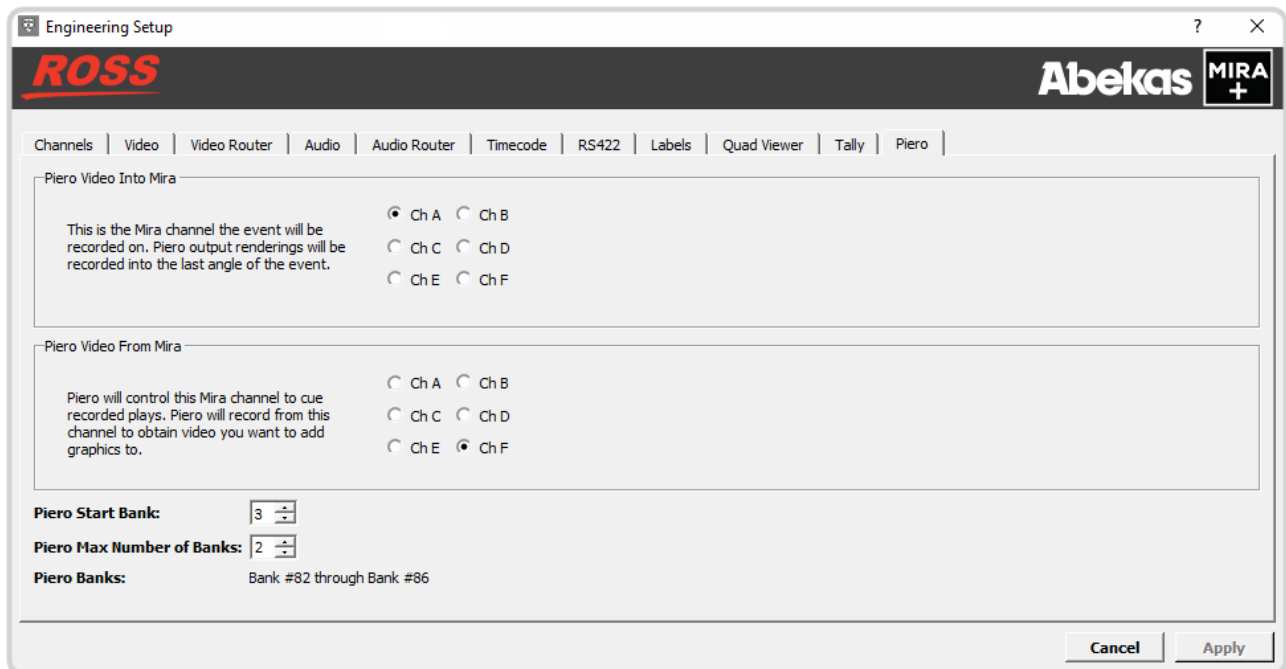 Engineering Setup
?
ROSS
Abekas MIRA +
Channels Video Video Router Audio Audio Router Timecode RS422 Labels Quad Viewer Tally Piero
Piero Video Into Mira
This is the Mira channel the event will be
recorded on. Piero output renderings will be
recorded into the last angle of the event.
Ch A Ch B
Ch C Ch D
Ch E Ch F
Piero Video From Mira
Piero will control this Mira channel to cue
recorded plays. Piero will record from this
channel to obtain video you want to add
graphics to.
Ch A Ch B
Ch C Ch D
Ch E Ch F
Piero Start Bank: 3
Piero Max Number of Banks: 2
Piero Banks: Bank #82 through Bank #86
Cancel Apply